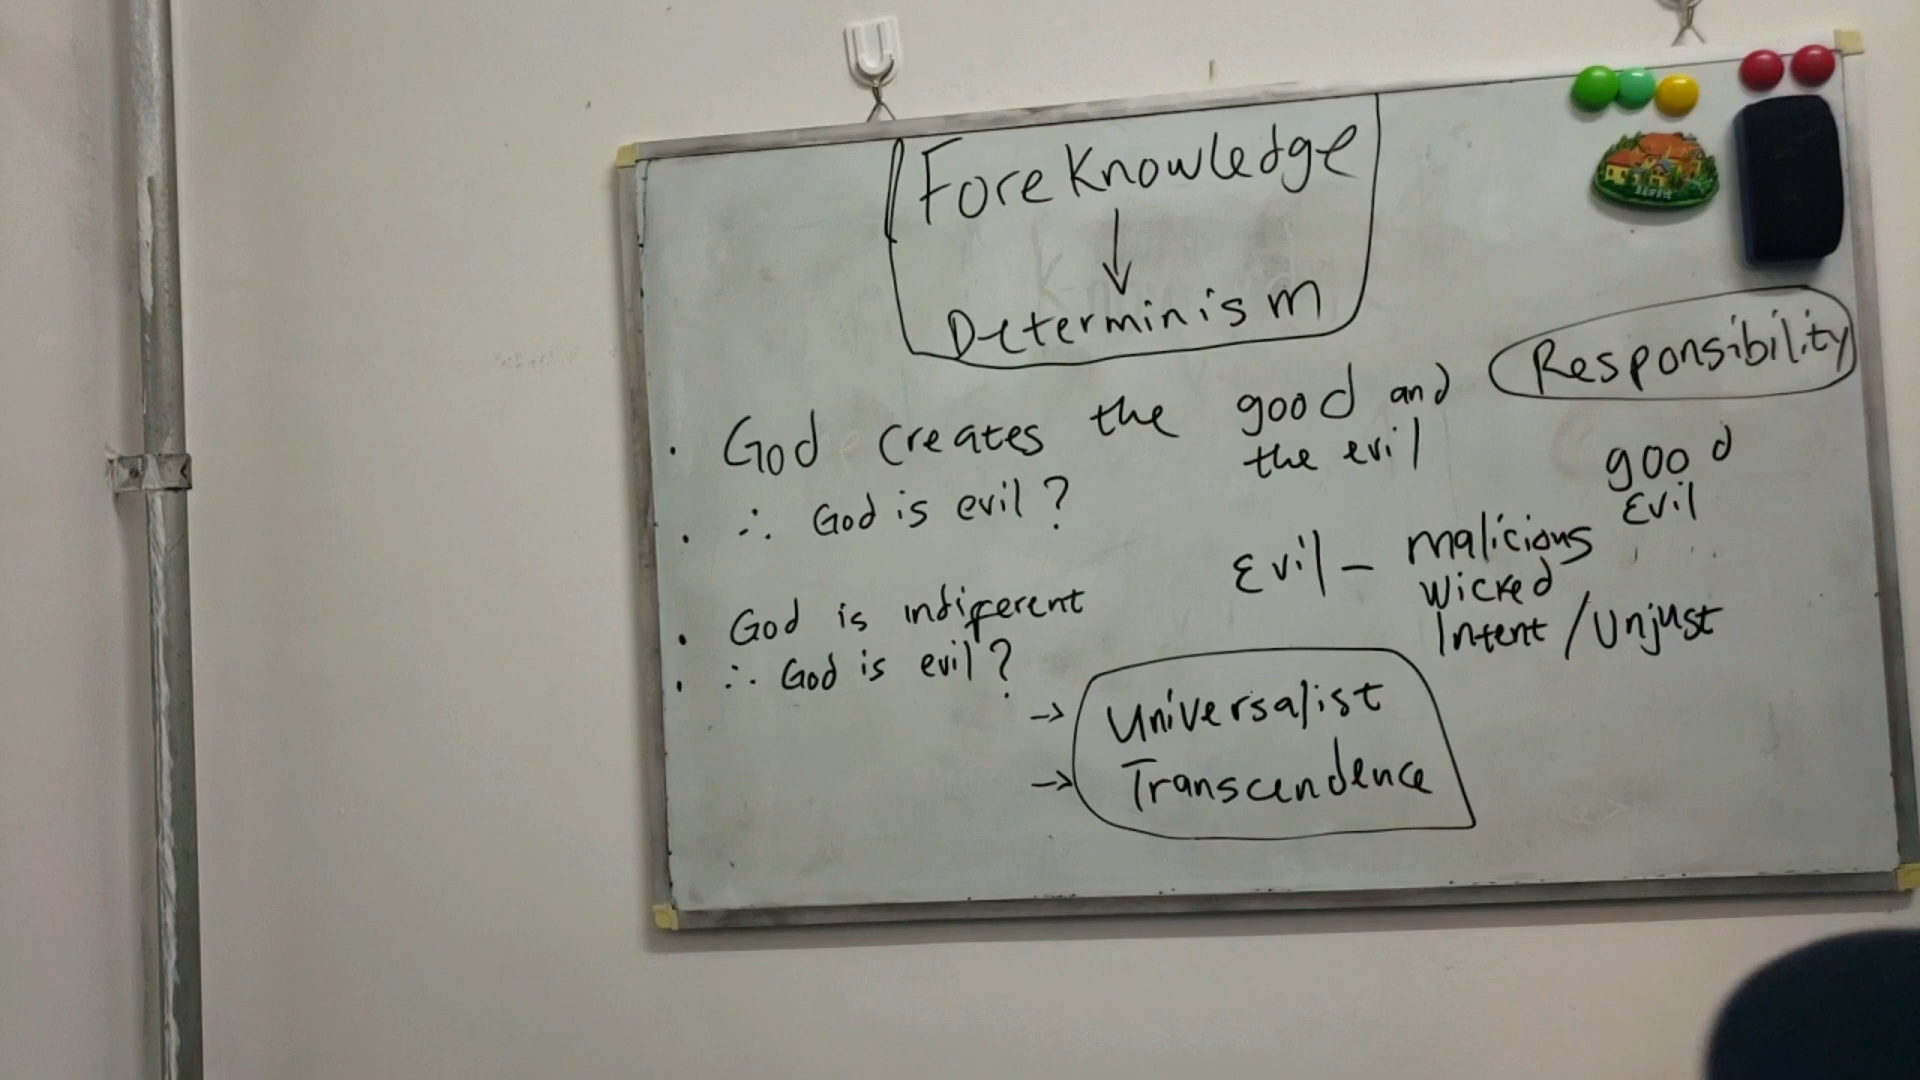 ForeKnowledge
↓
Determinism
Responsibility
· God creates the good and
the evil
· ∴ God is evil?
good
Evil
Evil – malicious
wicked
Intent / Unjust
· God is indifferent
· ∴ God is evil?
→ Universalist
→ Transcendence